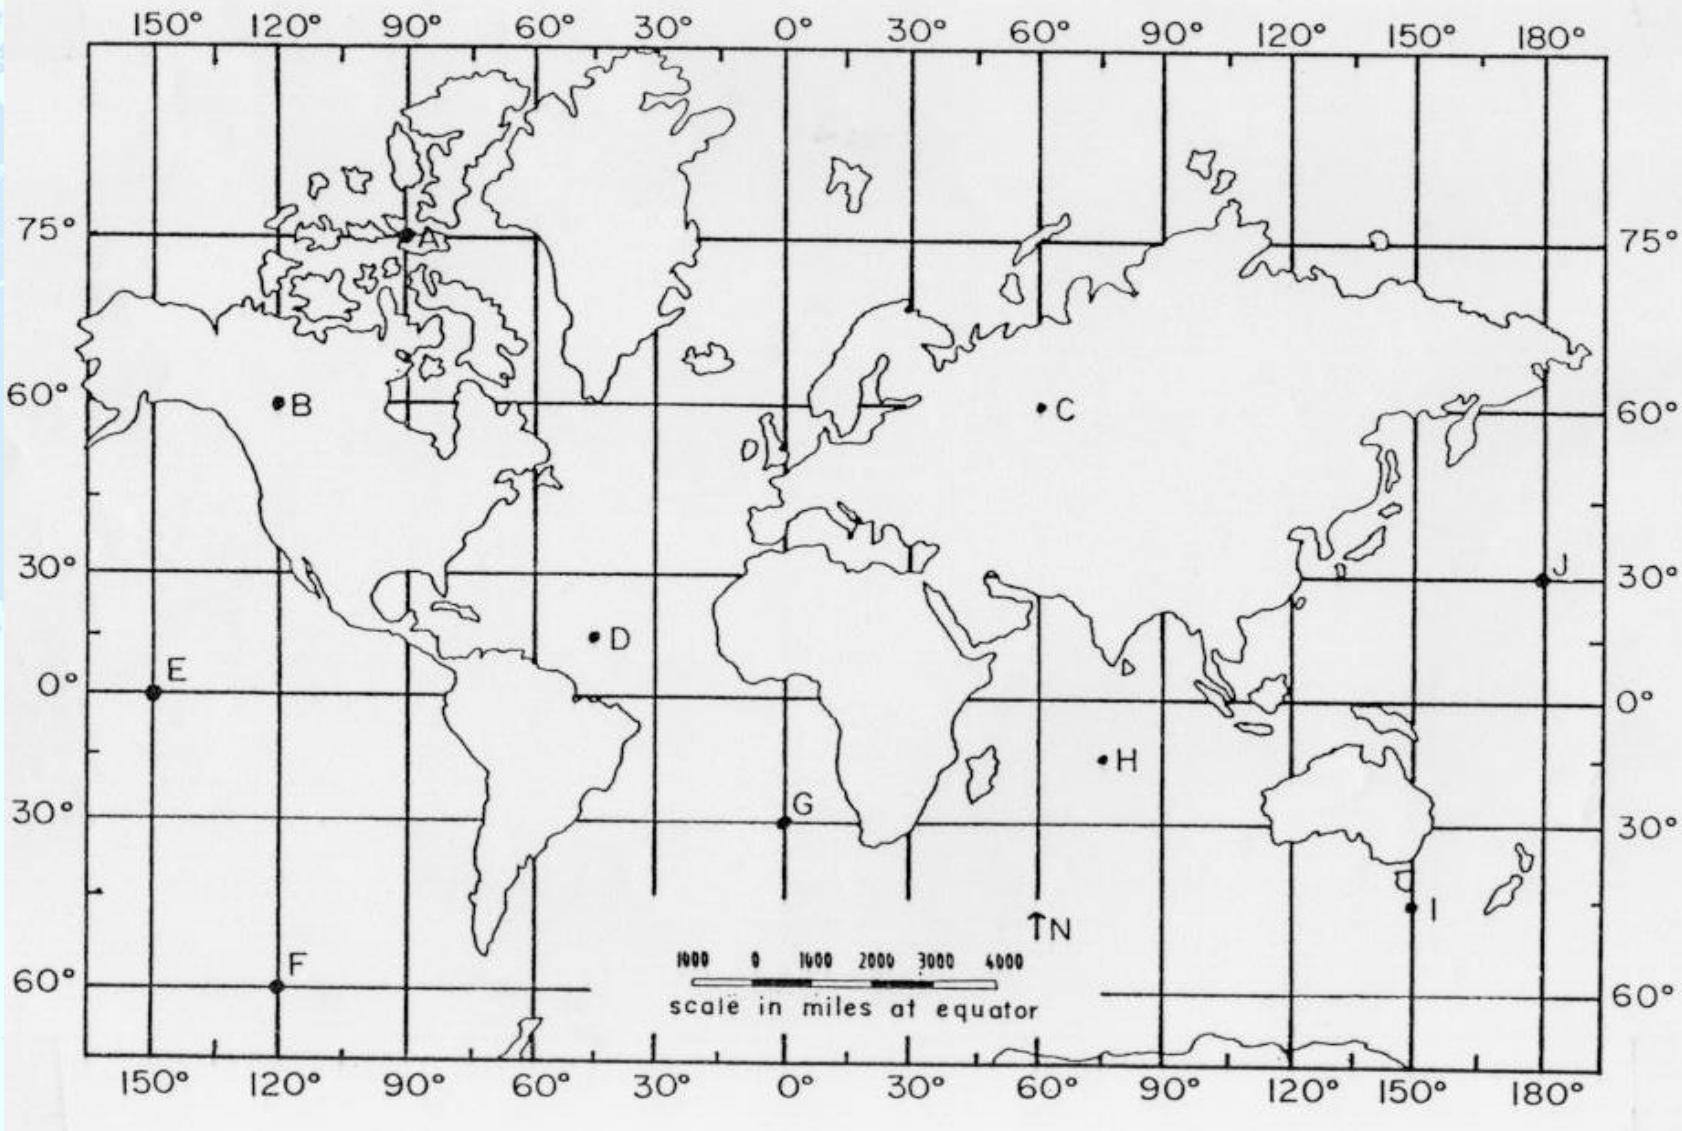 150° 120° 90° 60° 30° 0° 30° 60° 90° 120° 150° 180°
75° A 75°
60° B C 60°
30° J 30°
D
E
0° 0°
H
G
30° 30°
I
↑N
F
1000 0 1000 2000 3000 4000
60° 60°
scale in miles at equator
150° 120° 90° 60° 30° 0° 30° 60° 90° 120° 150° 180°